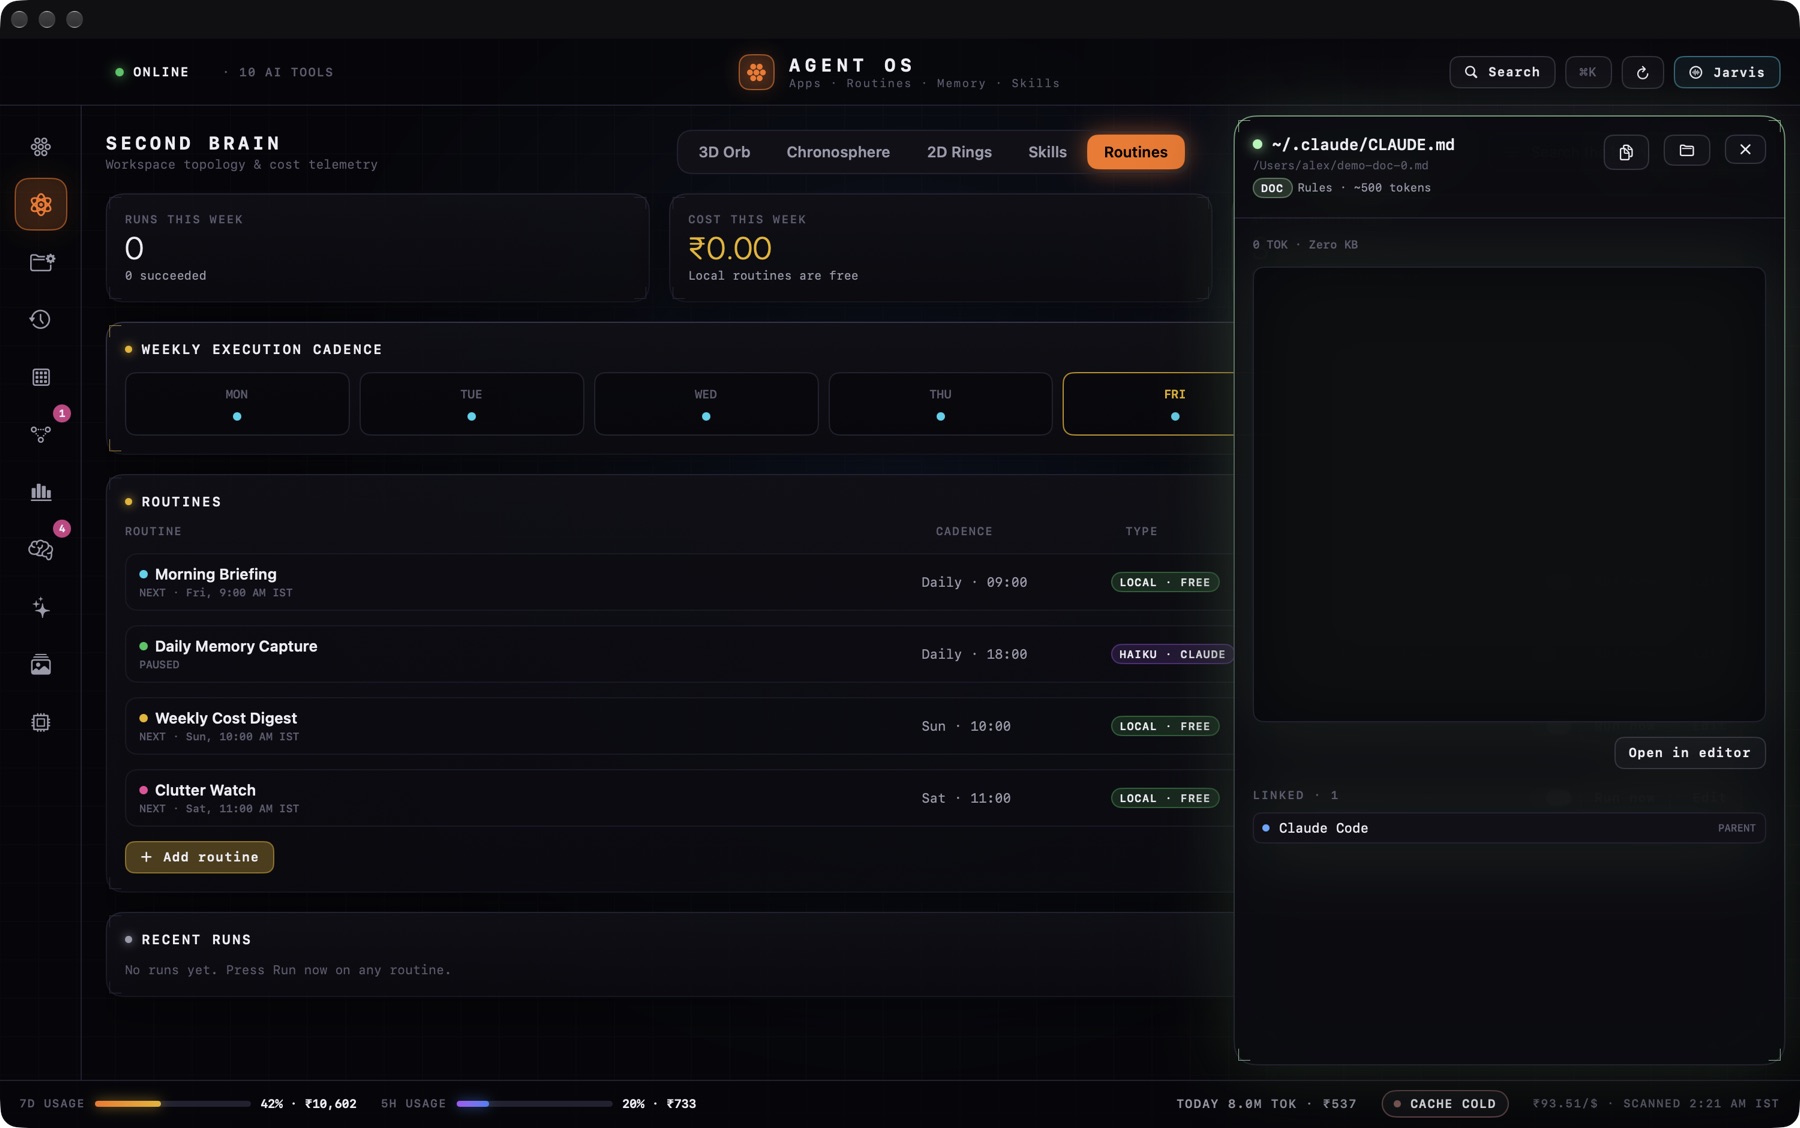 ONLINE · 10 AI TOOLS
AGENT OS
Apps · Routines · Memory · Skills
Search
⌘K
Jarvis
SECOND BRAIN
Workspace topology & cost telemetry
3D Orb
Chronosphere
2D Rings
Skills
Routines
RUNS THIS WEEK
0
0 succeeded
COST THIS WEEK
₹0.00
Local routines are free
WEEKLY EXECUTION CADENCE
MON
TUE
WED
THU
FRI
ROUTINES
ROUTINE CADENCE TYPE
Morning Briefing
NEXT · Fri, 9:00 AM IST
Daily · 09:00
LOCAL · FREE
Daily Memory Capture
PAUSED
Daily · 18:00
HAIKU · CLAUDE
Weekly Cost Digest
NEXT · Sun, 10:00 AM IST
Sun · 10:00
LOCAL · FREE
Clutter Watch
NEXT · Sat, 11:00 AM IST
Sat · 11:00
LOCAL · FREE
+ Add routine
RECENT RUNS
No runs yet. Press Run now on any routine.
~/.claude/CLAUDE.md
/Users/alex/demo-doc-0.md
DOC Rules · ~500 tokens
0 TOK · Zero KB
Open in editor
LINKED · 1
Claude Code
PARENT
1
4
7D USAGE 42% · ₹10,602
5H USAGE 20% · ₹733
TODAY 8.0M TOK · ₹537
CACHE COLD
₹93.51/$ · SCANNED 2:21 AM IST